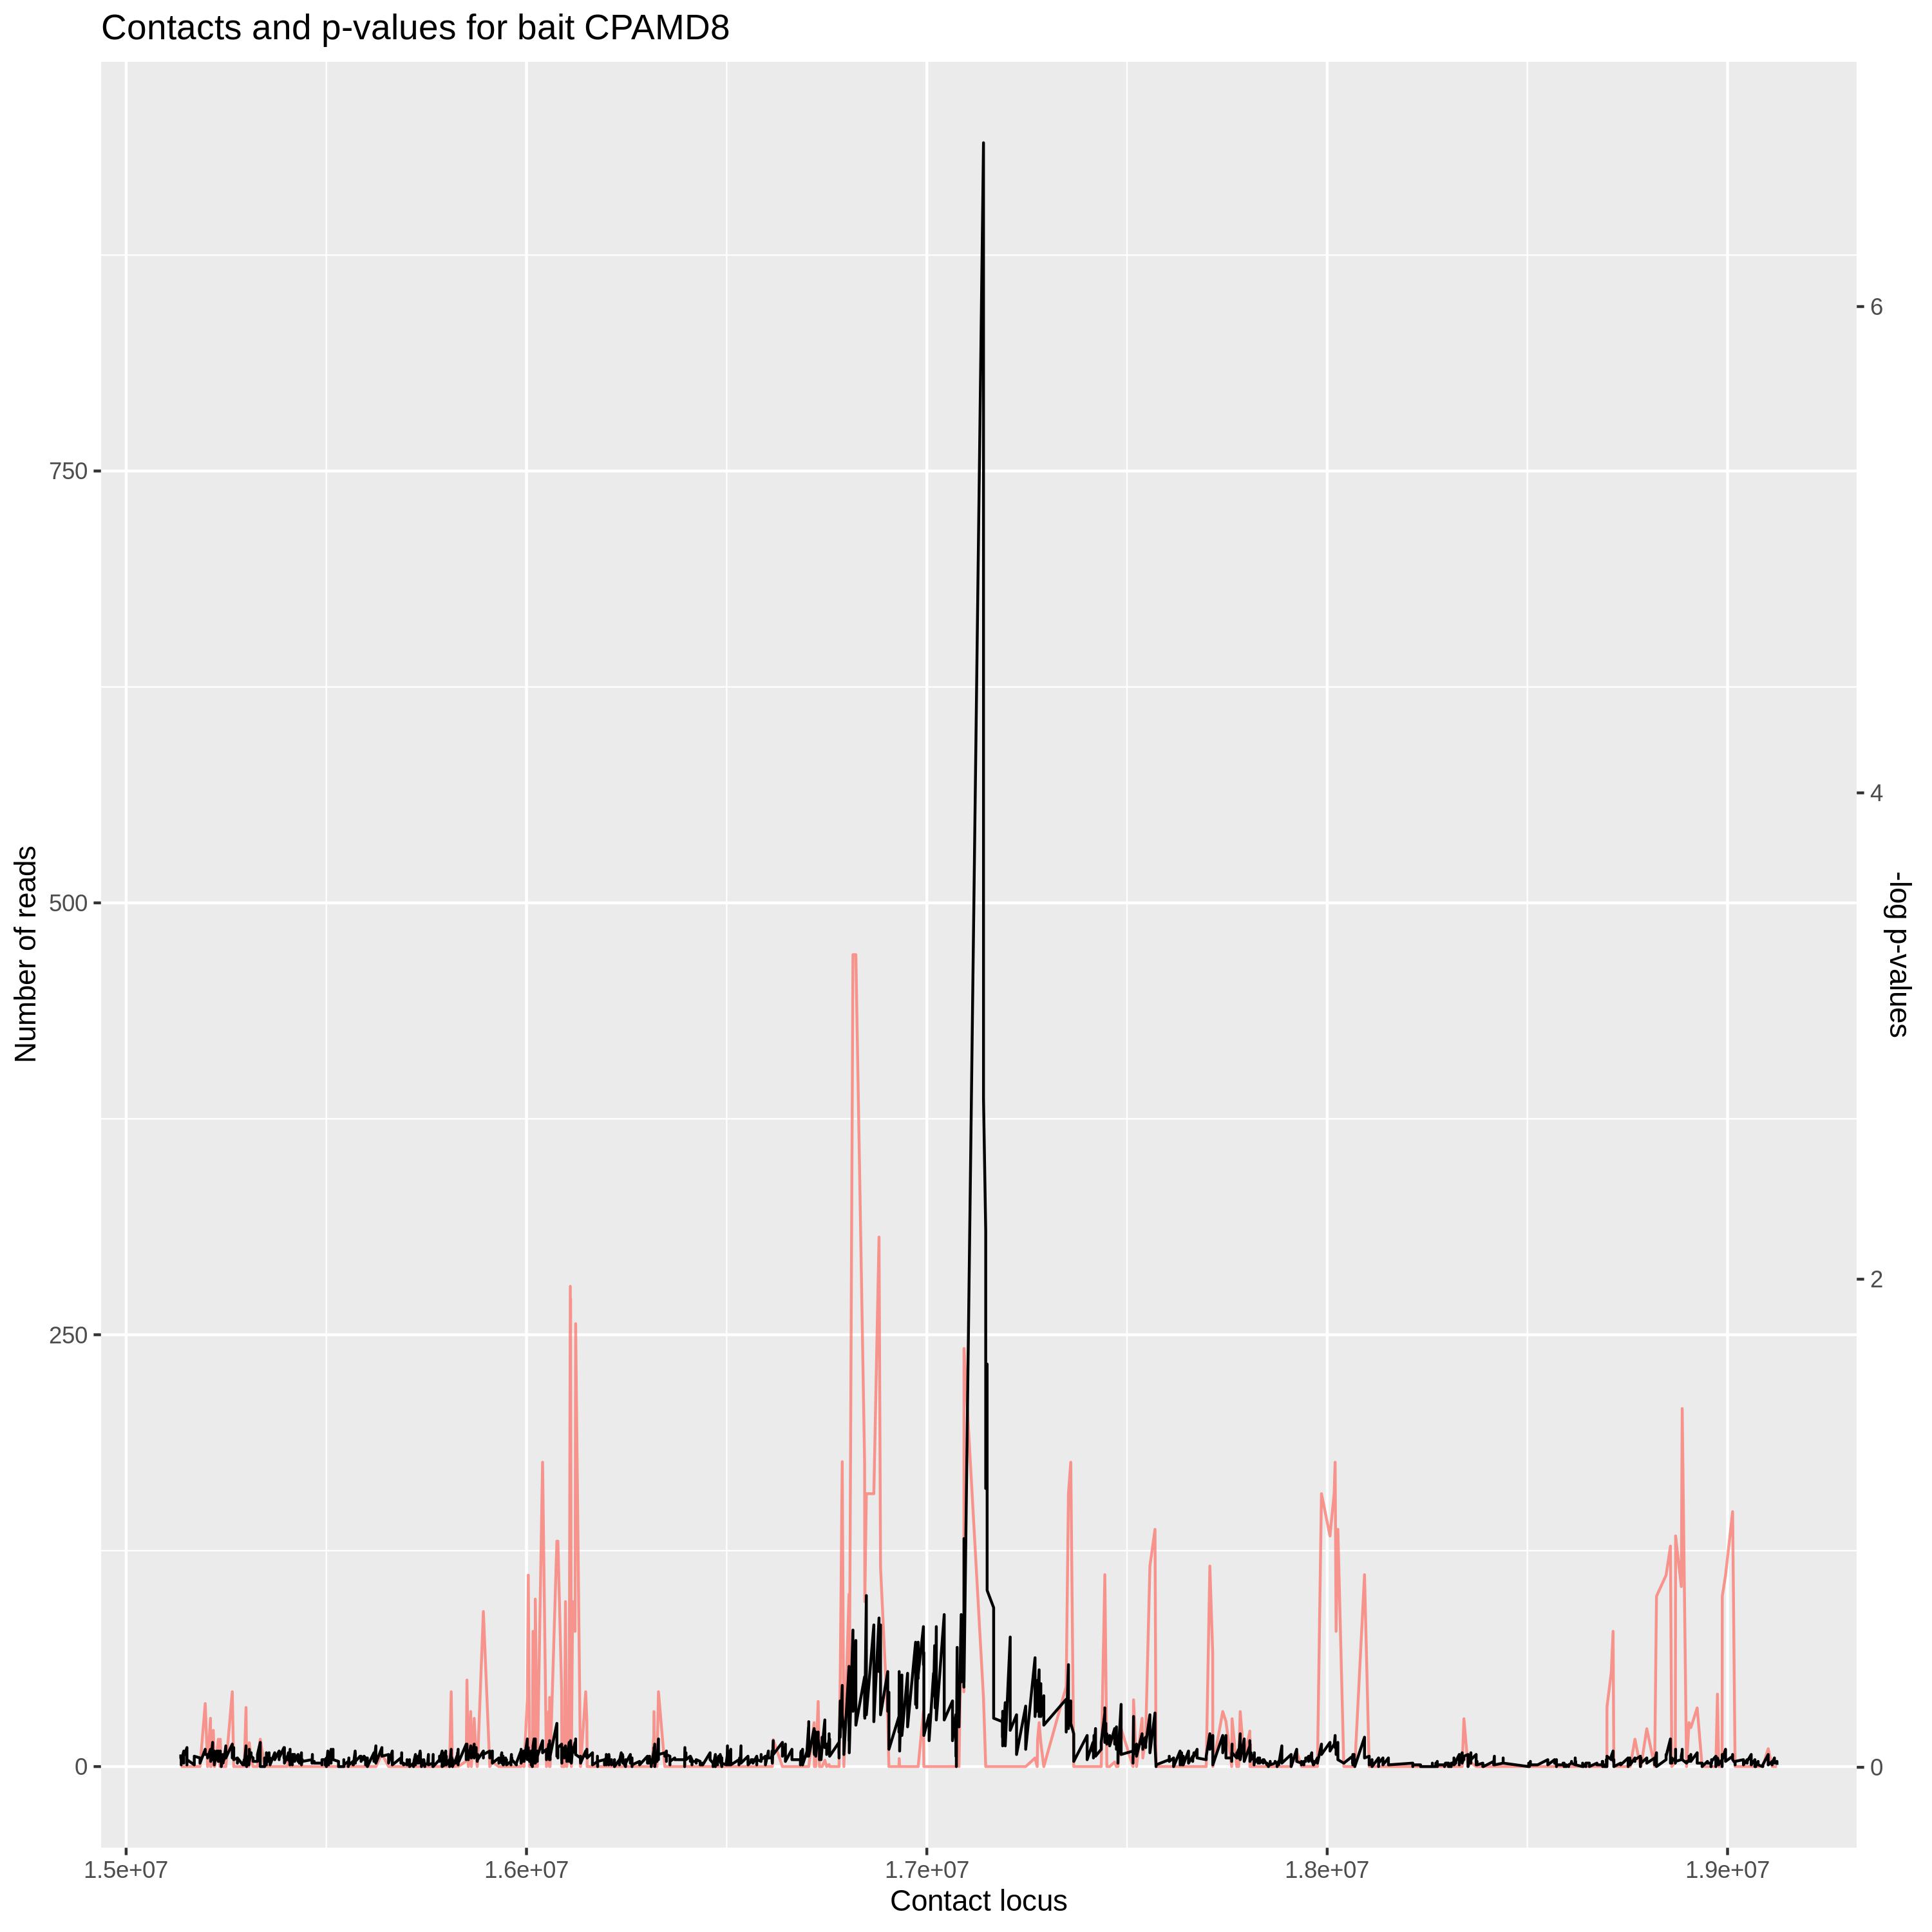 Contacts and p-values for bait CPAMD8
Number of reads
750
500
250
0
6
4
2
0
-log p-values
1.5e+07
1.6e+07
1.7e+07
1.8e+07
1.9e+07
Contact locus